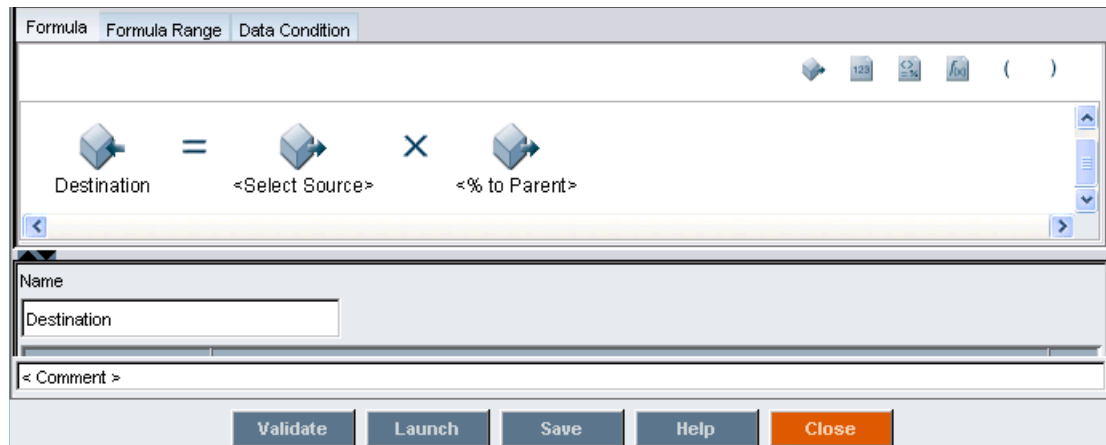 Formula Formula Range Data Condition
123 <> =% f(x) ( )
Destination = <Select Source> × <% to Parent>
Name
Destination
< Comment >
Validate Launch Save Help Close